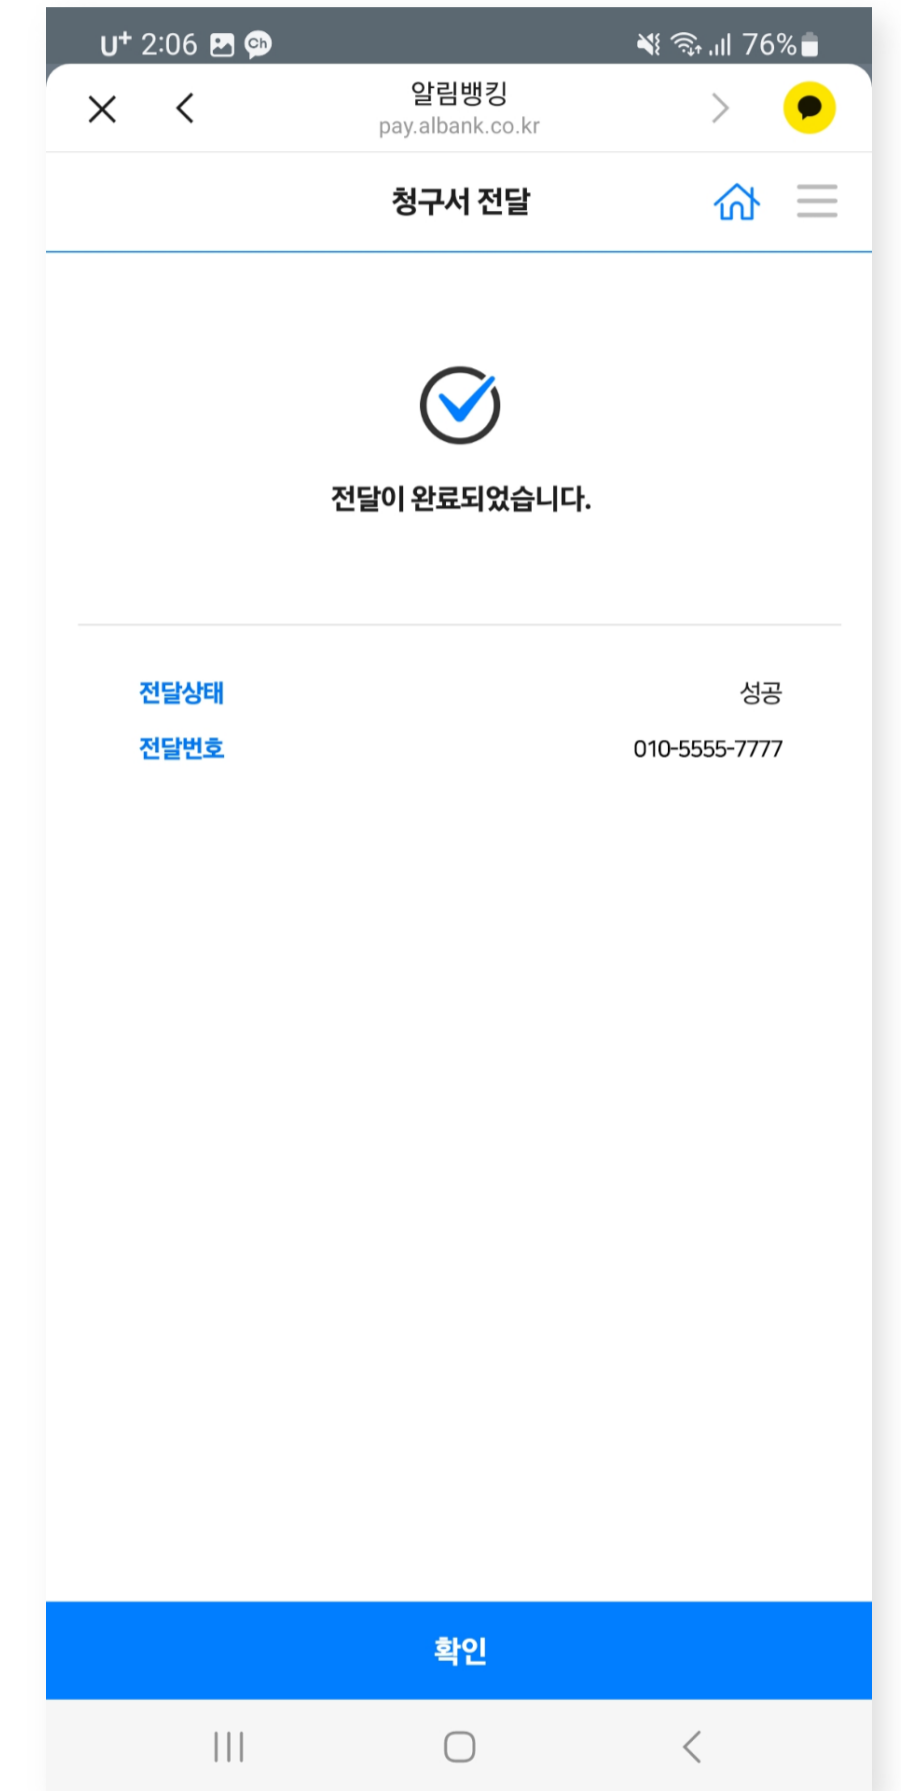 U+ 2:06 Ch 76%
알림뱅킹
pay.albank.co.kr
청구서 전달
전달이 완료되었습니다.
전달상태 성공
전달번호 010-5555-7777
확인